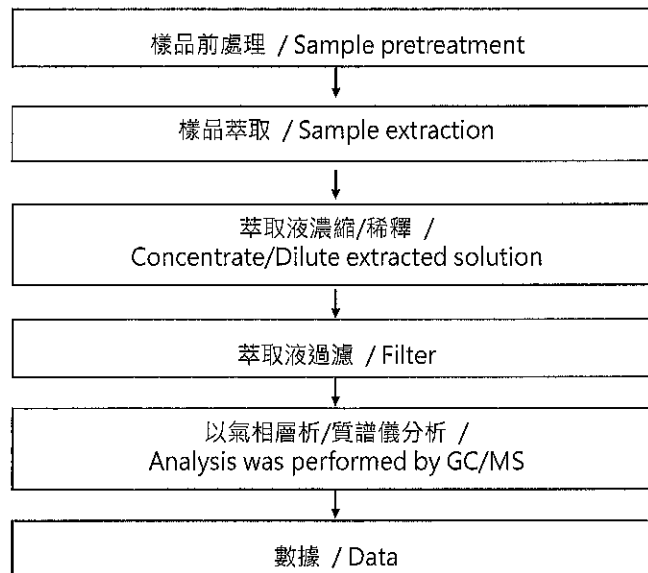 樣品前處理 / Sample pretreatment
樣品萃取 / Sample extraction
萃取液濃縮/稀釋 /
Concentrate/Dilute extracted solution
萃取液過濾 / Filter
以氣相層析/質譜儀分析 /
Analysis was performed by GC/MS
數據 / Data